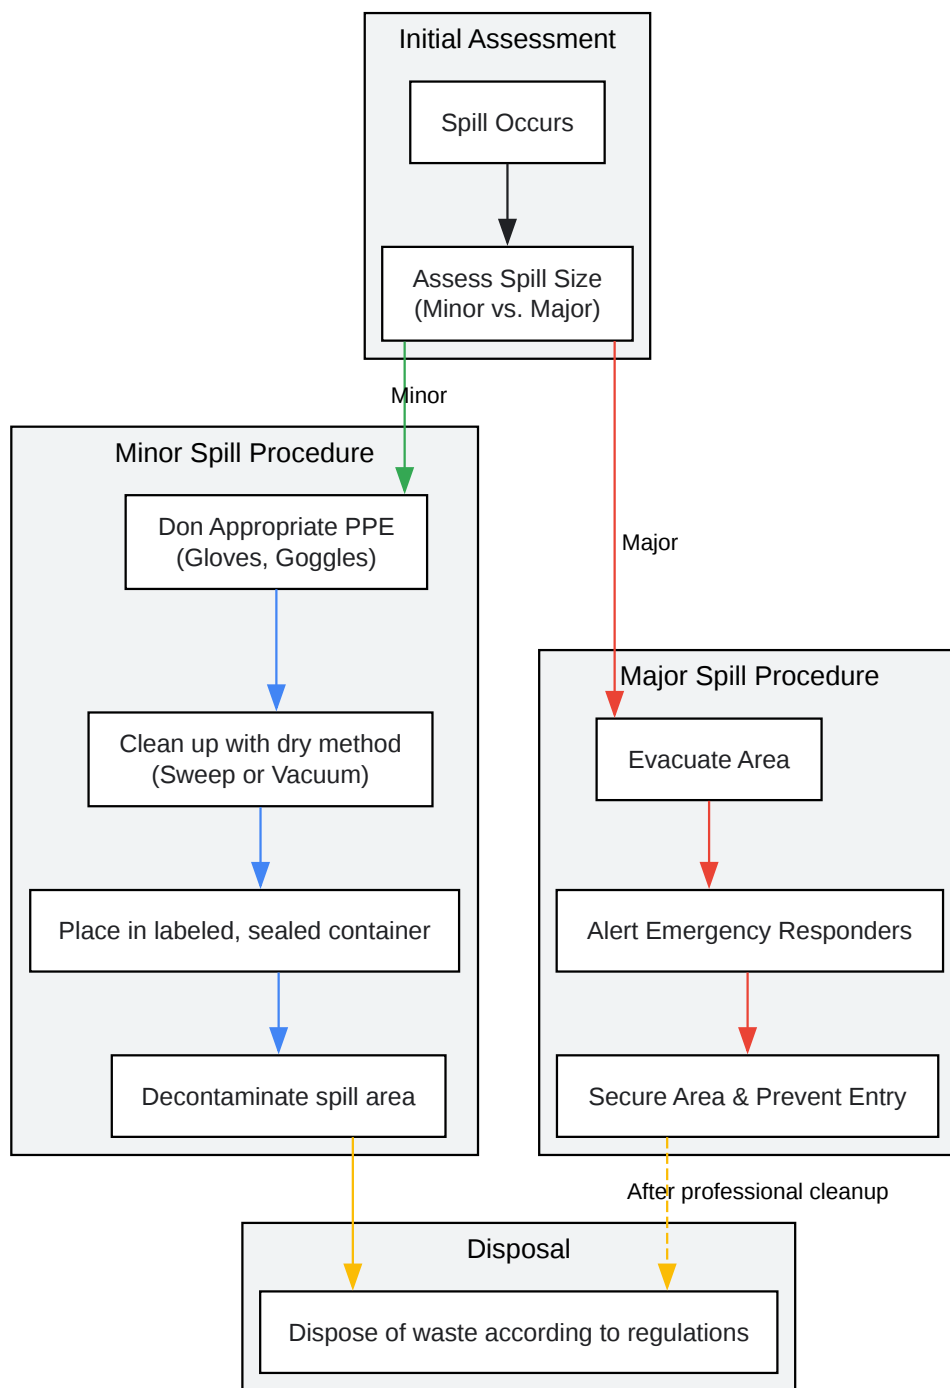 Initial Assessment
Spill Occurs
Assess Spill Size
(Minor vs. Major)
Minor
Major
Minor Spill Procedure
Don Appropriate PPE
(Gloves, Goggles)
Clean up with dry method
(Sweep or Vacuum)
Place in labeled, sealed container
Decontaminate spill area
Major Spill Procedure
Evacuate Area
Alert Emergency Responders
Secure Area & Prevent Entry
After professional cleanup
Disposal
Dispose of waste according to regulations